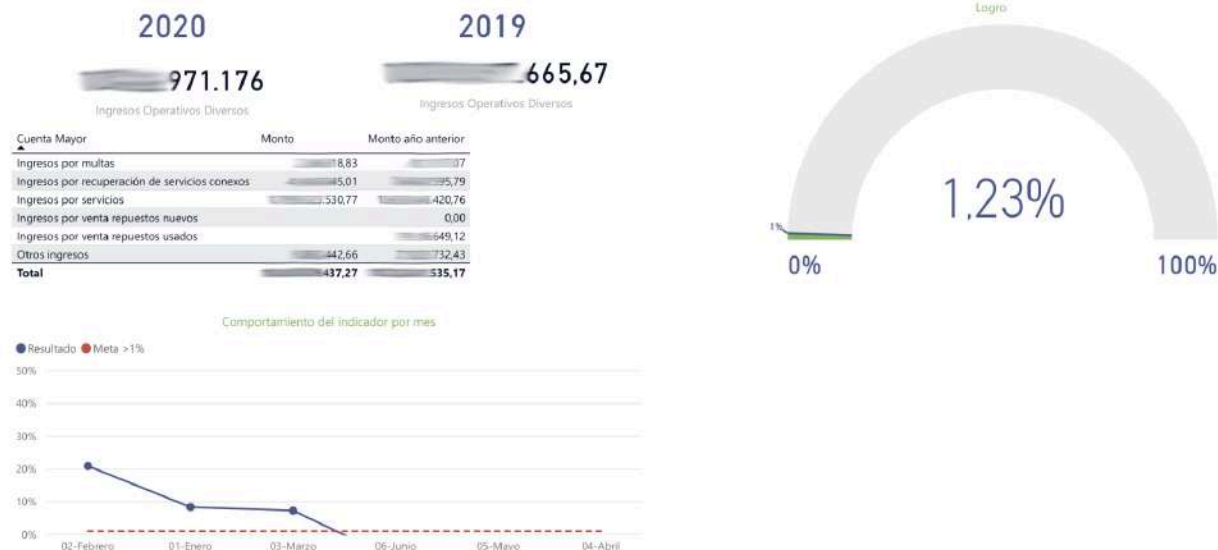 2020
2019
971.176
.665,67
Ingresos Operativos Diversos
Ingresos Operativos Diversos
Cuenta Mayor Monto Monto año anterior
Ingresos por multas 18,83 07
Ingresos por recuperación de servicios conexos 45,01 595,79
Ingresos por servicios .530,77 .420,76
Ingresos por venta repuestos nuevos 0,00
Ingresos por venta repuestos usados 649,12
Otros ingresos 442,66 732,43
Total 437,27 535,17
Logro
1,23%
1%
0% 100%
Comportamiento del indicador por mes
Resultado Meta >1%
50%
40%
30%
20%
10%
0%
02-Febrero 01-Enero 03-Marzo 06-Junio 05-Mayo 04-Abril